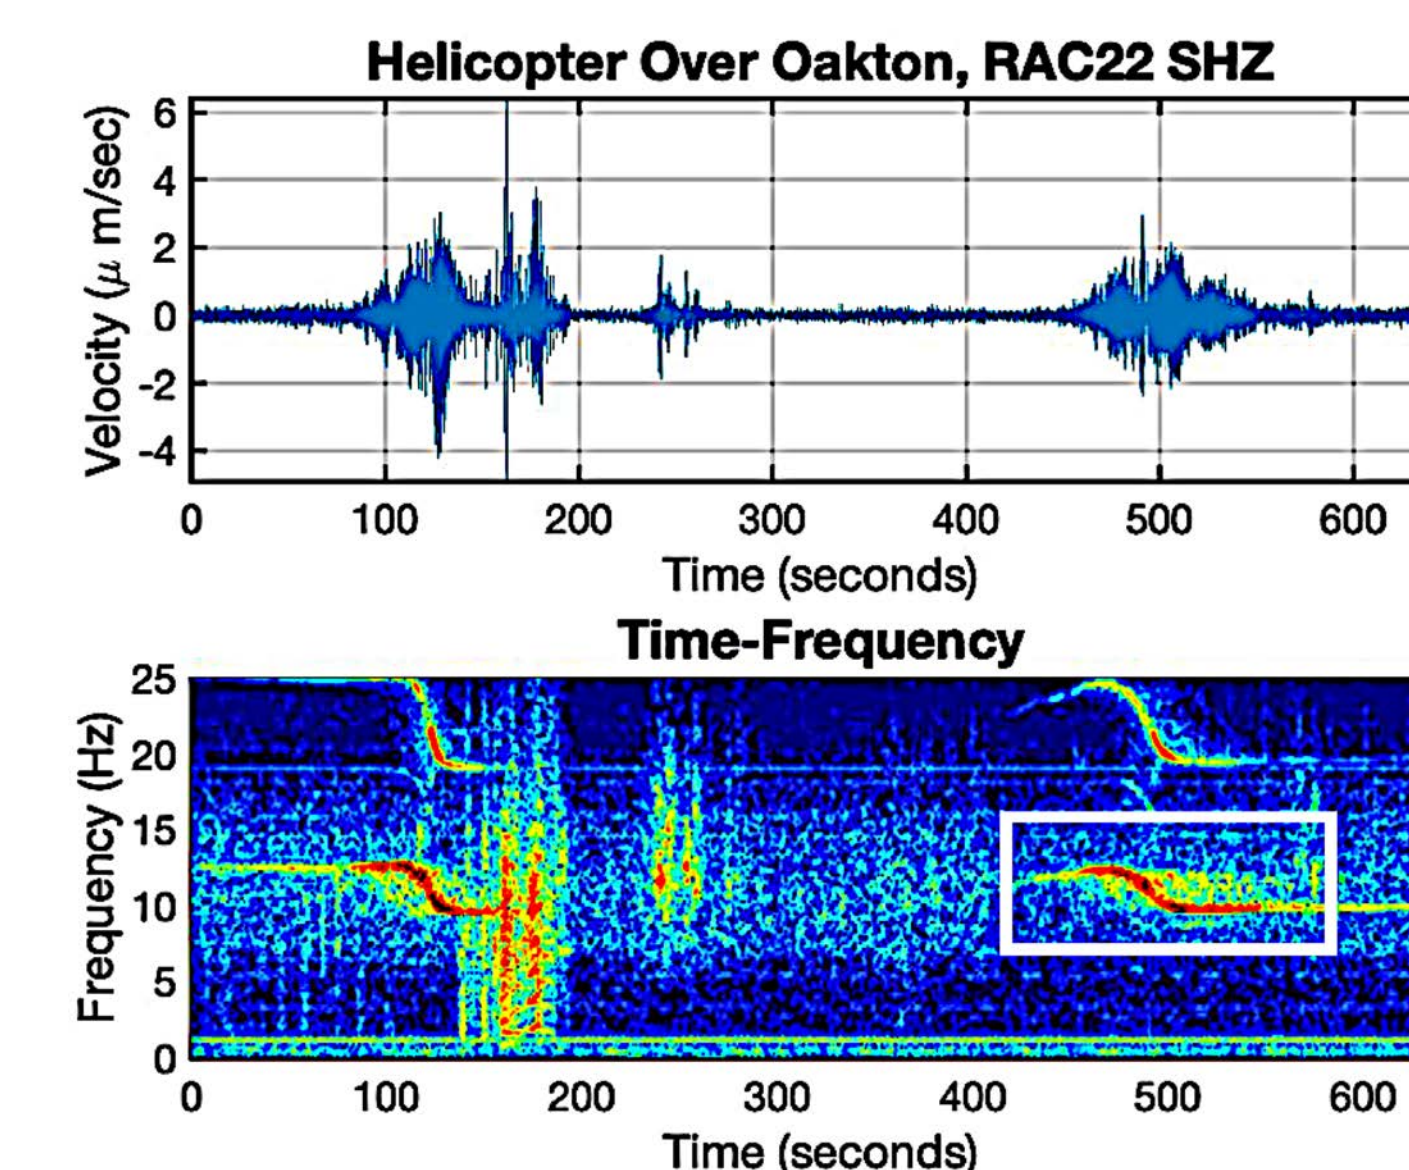 Helicopter Over Oakton, RAC22 SHZ
Velocity (μ m/sec)
6
4
2
0
-2
-4
0 100 200 300 400 500 600
Time (seconds)
Time-Frequency
Frequency (Hz)
25
20
15
10
5
0
0 100 200 300 400 500 600
Time (seconds)